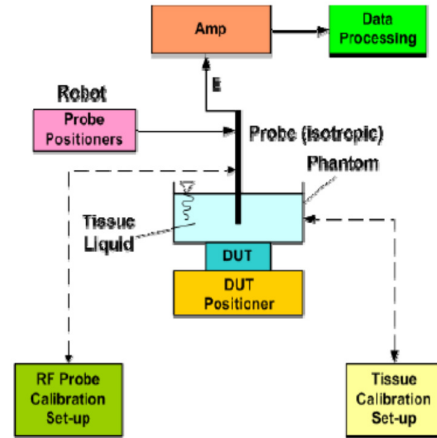 Amp
Data
Processing
E
Robot
Probe
Positioners
Probe (isotropic)
Phantom
Tissue
Liquid
DUT
DUT
Positioner
RF Probe
Calibration
Set-up
Tissue
Calibration
Set-up